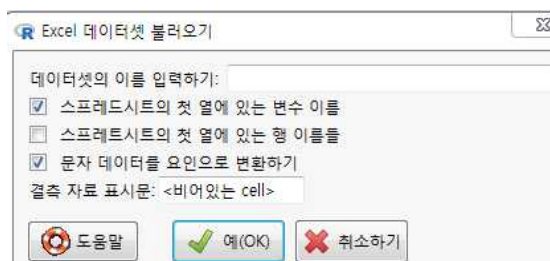 Excel 데이터셋 불러오기
데이터셋의 이름 입력하기:
스프레드시트의 첫 열에 있는 변수 이름
스프레트시트의 첫 열에 있는 행 이름들
문자 데이터를 요인으로 변환하기
결측 자료 표시문: <비어있는 cell>
도움말 예(OK) 취소하기